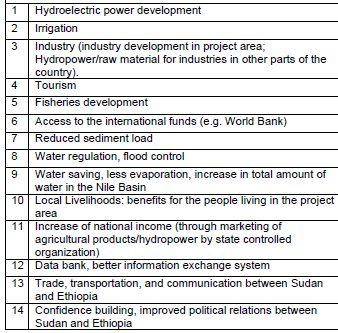 1 Hydroelectric power development
2 Irrigation
3 Industry (industry development in project area;
Hydropower/raw material for industries in other parts of the
country).
4 Tourism
5 Fisheries development
6 Access to the international funds (e.g. World Bank)
7 Reduced sediment load
8 Water regulation, flood control
9 Water saving, less evaporation, increase in total amount of
water in the Nile Basin
10 Local Livelihoods: benefits for the people living in the project
area
11 Increase of national income (through marketing of
agricultural products/hydropower by state controlled
organization)
12 Data bank, better information exchange system
13 Trade, transportation, and communication between Sudan
and Ethiopia
14 Confidence building, improved political relations between
Sudan and Ethiopia